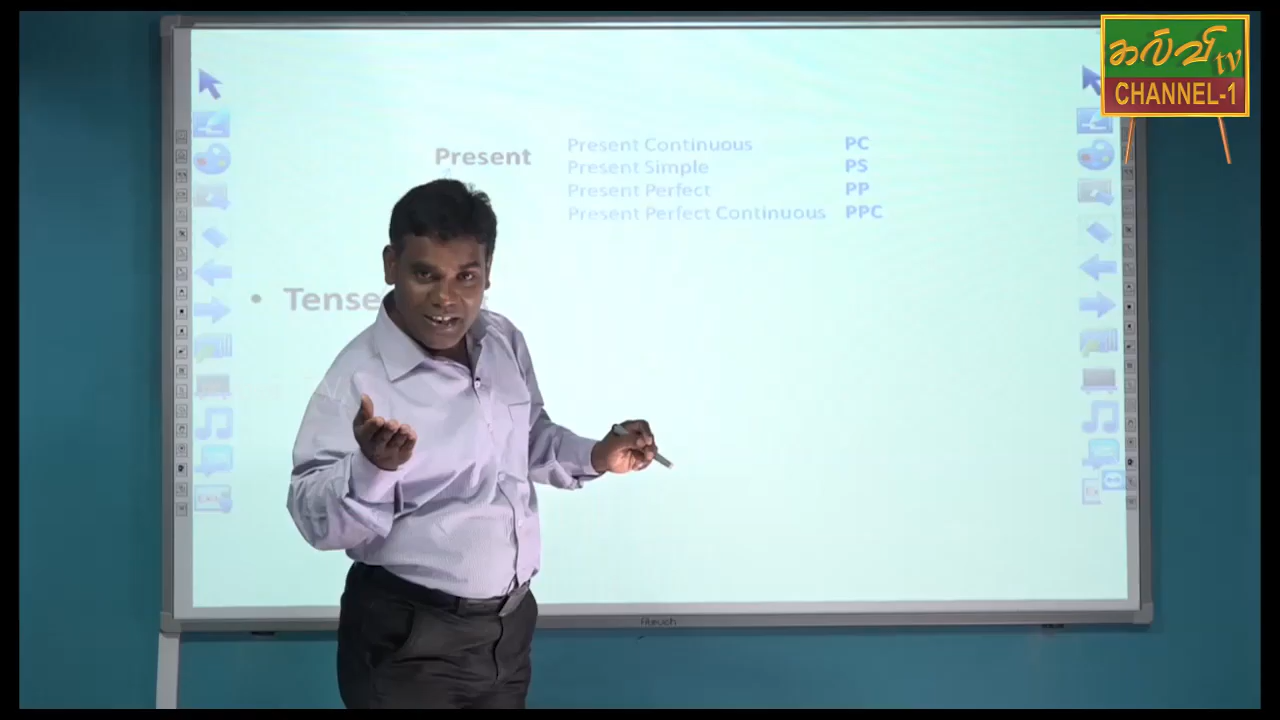 கல்வி tv
CHANNEL-1
Present
Present Continuous PC
Present Simple PS
Present Perfect PP
Present Perfect Continuous PPC
• Tense